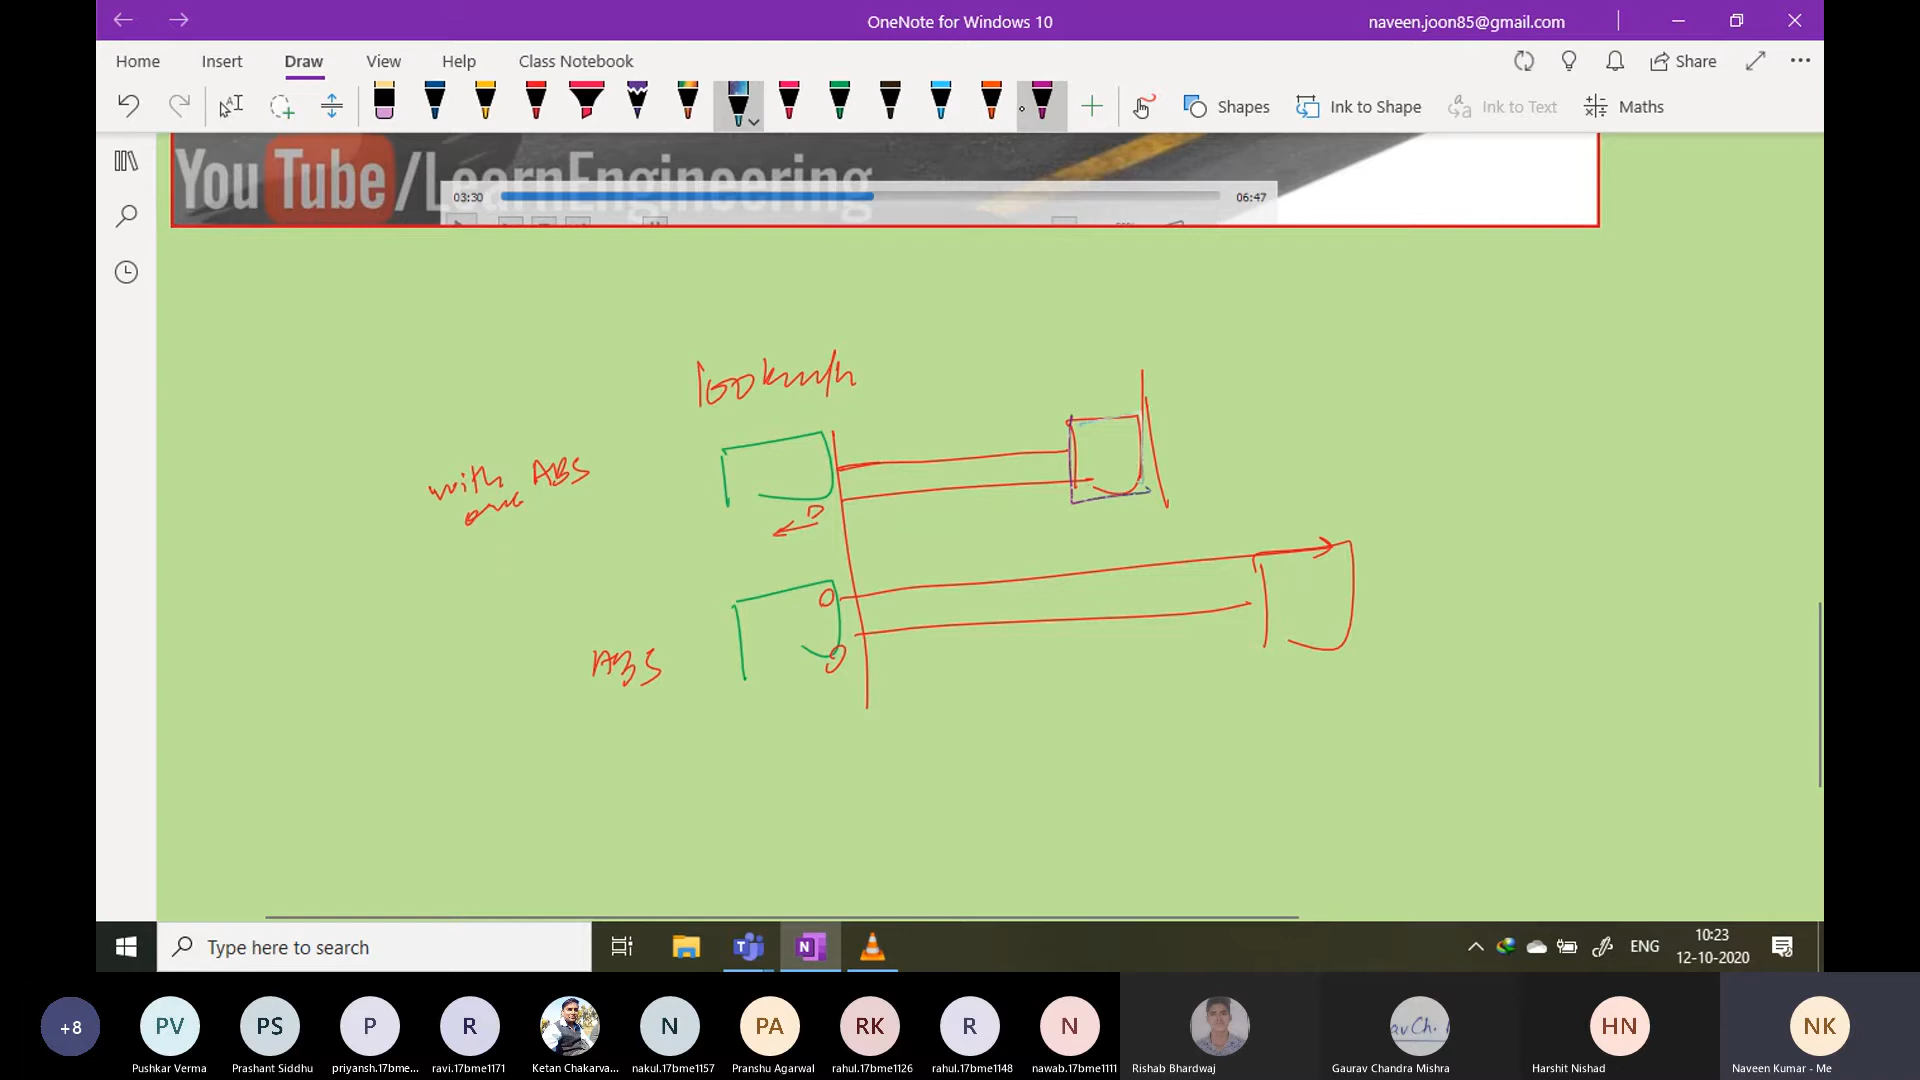 OneNote for Windows 10
naveen.joon85@gmail.com
Home Insert Draw View Help Class Notebook
Share
Shapes Ink to Shape Ink to Text Maths
YouTube/LearnEngineering
03:30 06:47
100km/h
with ABS
ABS
Type here to search
ENG
10:23
12-10-2020
+8 PV PS P R N PA RK R N avCh. HN NK
Pushkar Verma Prashant Siddhu priyansh.17bme... ravi.17bme1171 Ketan Chakarva... nakul.17bme1157 Pranshu Agarwal rahul.17bme1126 rahul.17bme1148 nawab.17bme1111 Rishab Bhardwaj Gaurav Chandra Mishra Harshit Nishad Naveen Kumar - Me